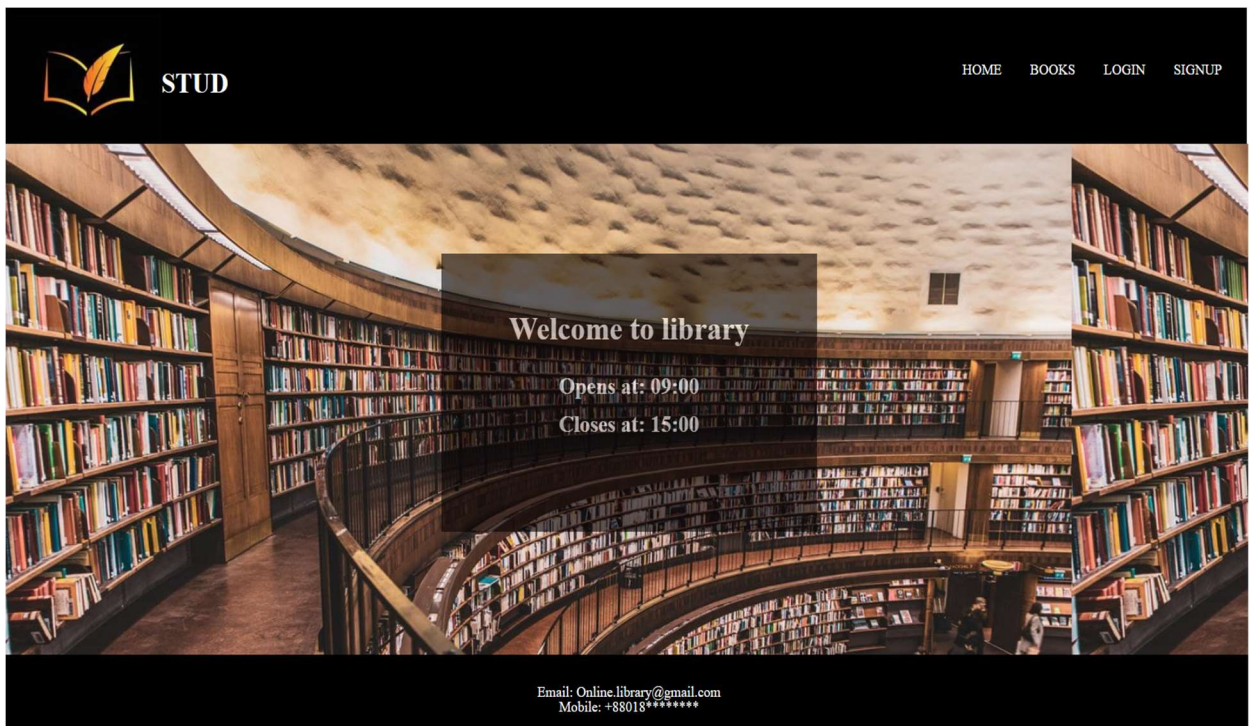 STUD
HOME BOOKS LOGIN SIGNUP
Welcome to library
Opens at: 09:00
Closes at: 15:00
Email: Online.library@gmail.com
Mobile: +88018********